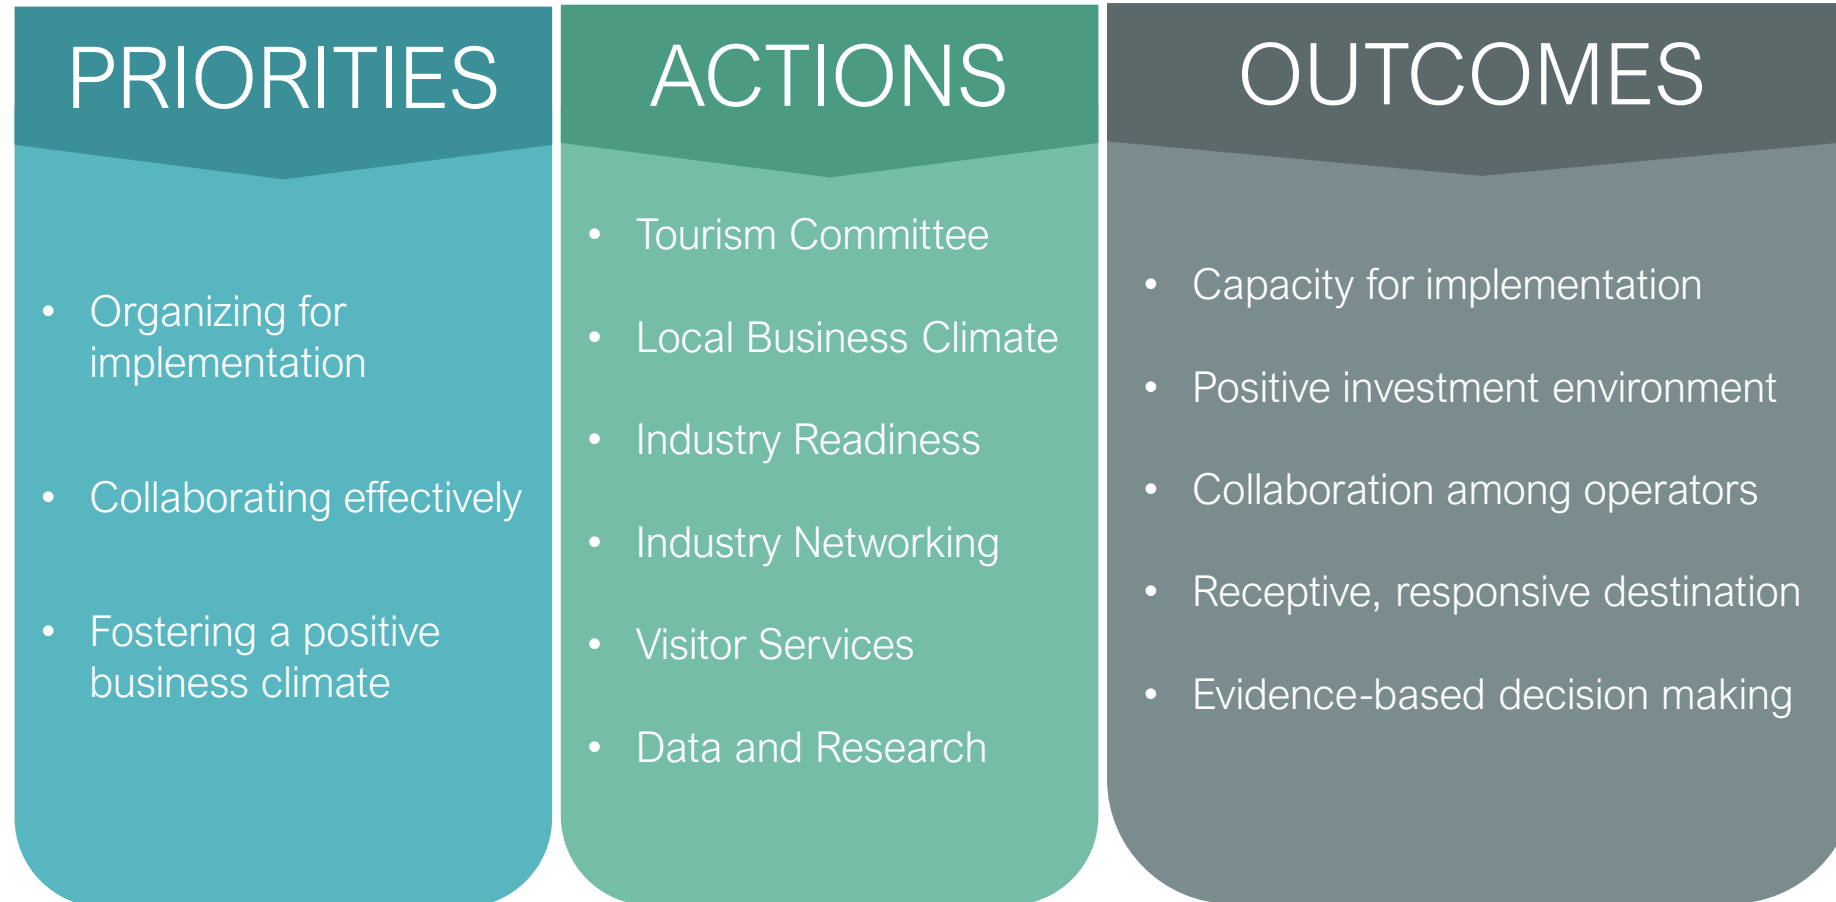 PRIORITIES
• Organizing for
implementation
• Collaborating effectively
• Fostering a positive
business climate
ACTIONS
• Tourism Committee
• Local Business Climate
• Industry Readiness
• Industry Networking
• Visitor Services
• Data and Research
OUTCOMES
• Capacity for implementation
• Positive investment environment
• Collaboration among operators
• Receptive, responsive destination
• Evidence-based decision making